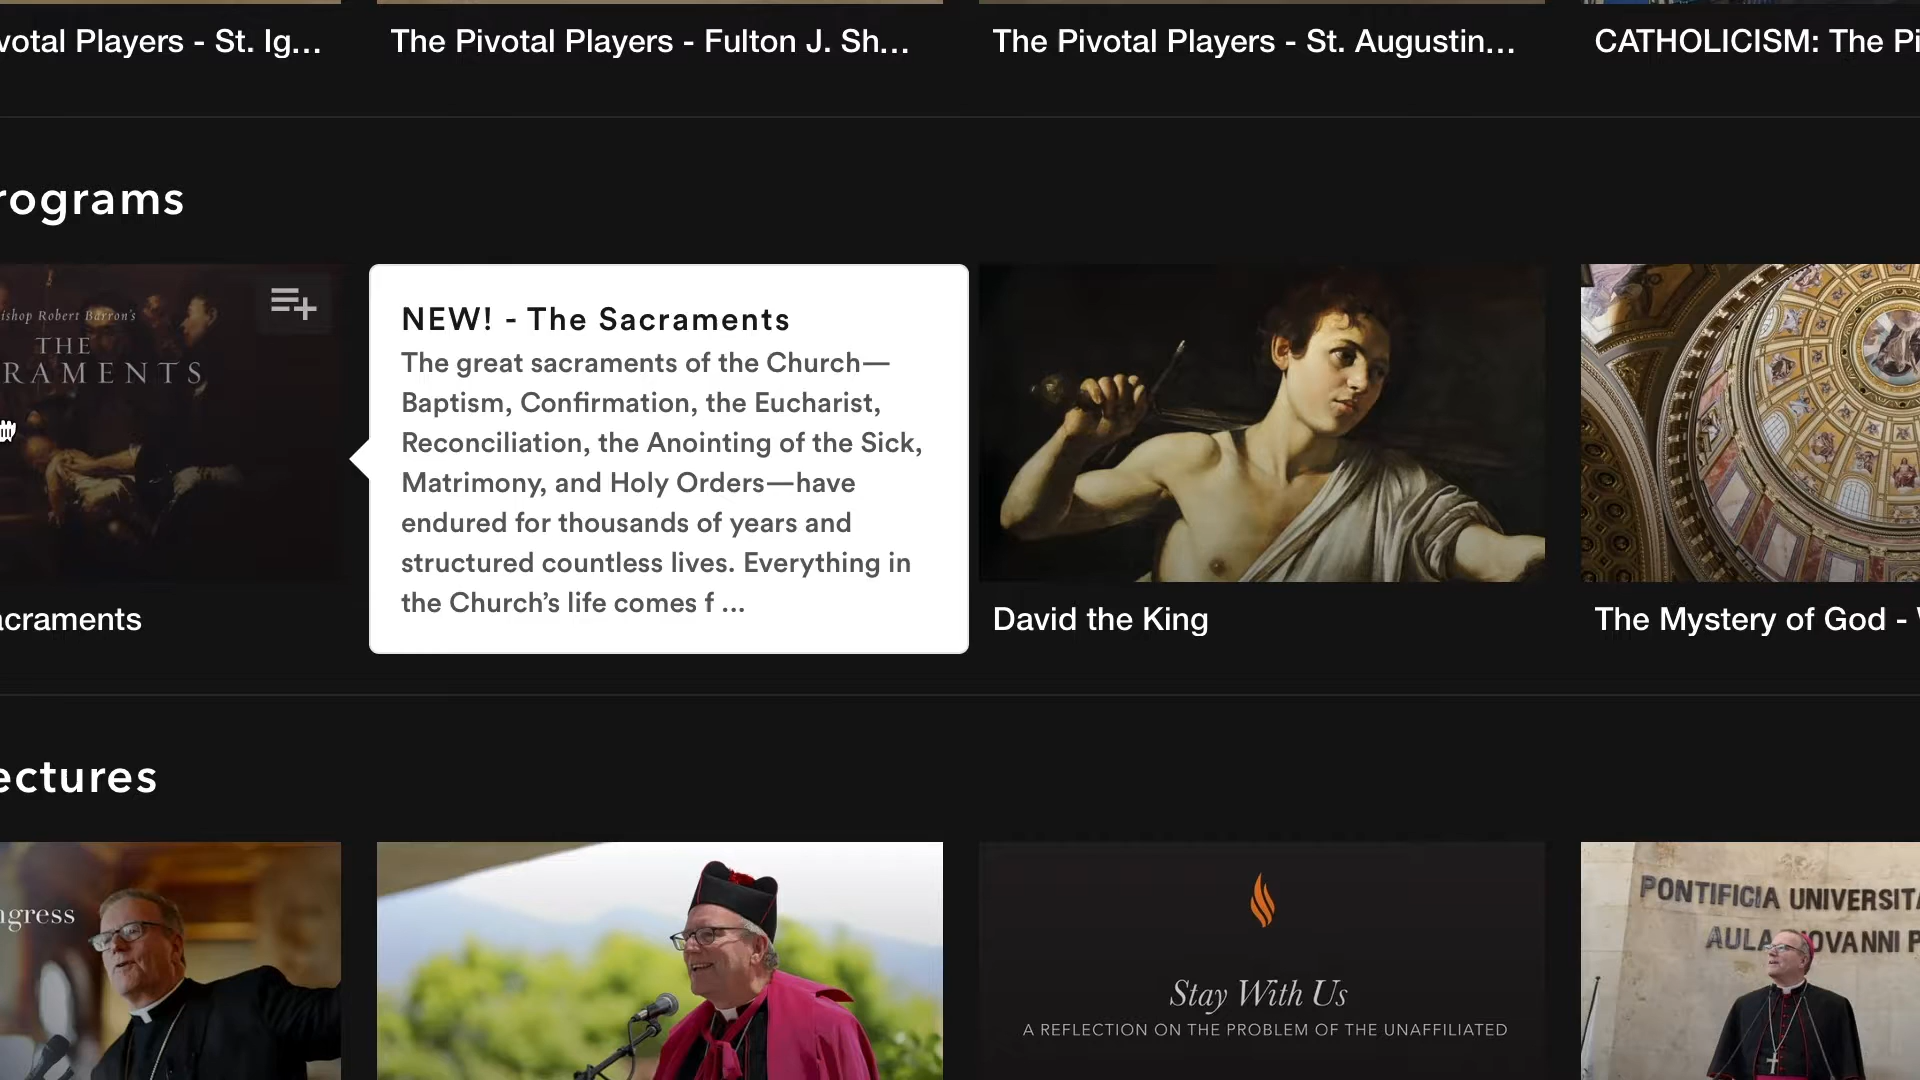 votal Players - St. Ig...
The Pivotal Players - Fulton J. Sh...
The Pivotal Players - St. Augustin...
CATHOLICISM: The Pi
rograms
ishop Robert Barron's
THE
RAMENTS
NEW! - The Sacraments
The great sacraments of the Church—
Baptism, Confirmation, the Eucharist,
Reconciliation, the Anointing of the Sick,
Matrimony, and Holy Orders—have
endured for thousands of years and
structured countless lives. Everything in
the Church’s life comes f ...
acraments
David the King
The Mystery of God -
ectures
ngress
Stay With Us
A REFLECTION ON THE PROBLEM OF THE UNAFFILIATED
PONTIFICIA UNIVERSITA
AULA
OVANNI P